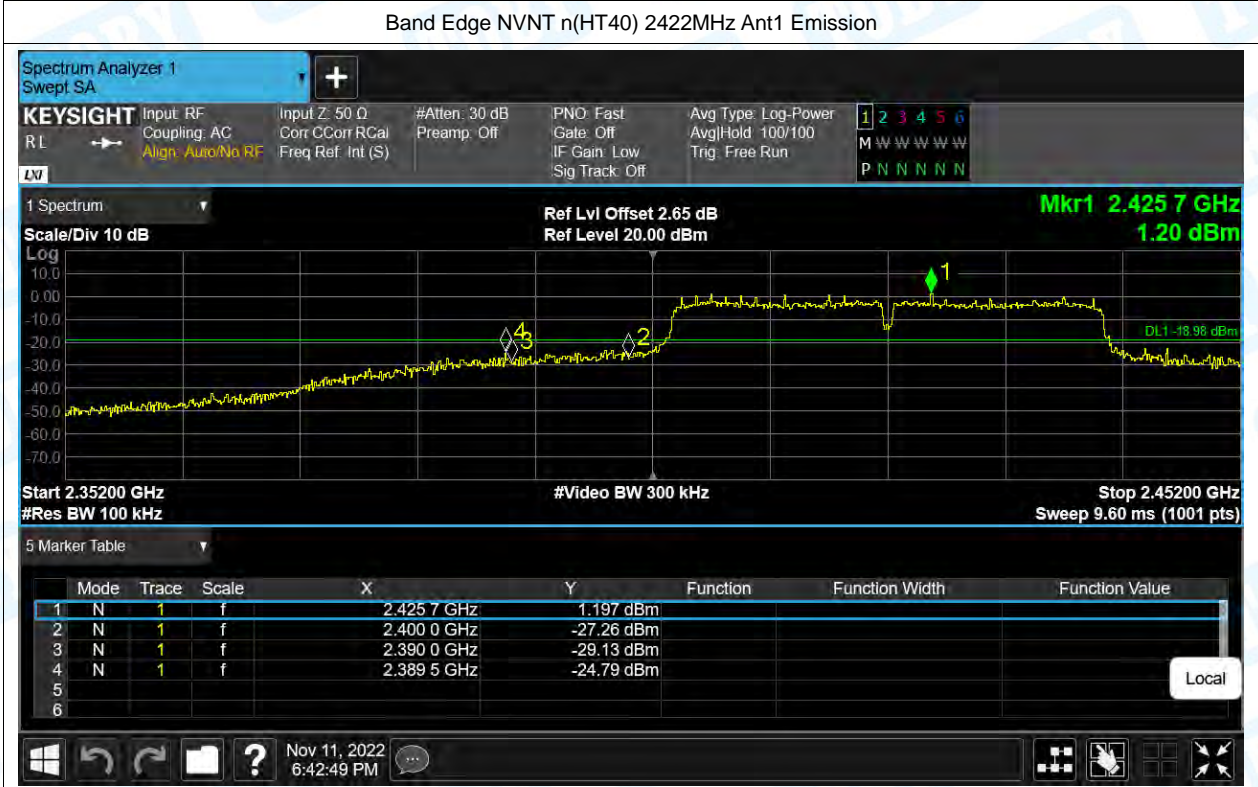 Band Edge NVNT n(HT40) 2422MHz Ant1 Emission
Spectrum Analyzer 1
Swept SA
+
KEYSIGHT
RL
LXI
Input: RF
Coupling: AC
Align: Auto/No RF
Input Z: 50 Ω
Corr CCorr RCal
Freq Ref: Int (S)
#Atten: 30 dB
Preamp: Off
PNO: Fast
Gate: Off
IF Gain: Low
Sig Track: Off
Avg Type: Log-Power
Avg|Hold: 100/100
Trig: Free Run
1 2 3 4 5 6
M W W W W W
P N N N N N
1 Spectrum
Scale/Div 10 dB
Ref Lvl Offset 2.65 dB
Ref Level 20.00 dBm
Mkr1 2.425 7 GHz
1.20 dBm
Log
10.0
0.00
-10.0
-20.0
-30.0
-40.0
-50.0
-60.0
-70.0
1
2
3
4
DL1 -18.98 dBm
Start 2.35200 GHz
#Video BW 300 kHz
Stop 2.45200 GHz
#Res BW 100 kHz
Sweep 9.60 ms (1001 pts)
5 Marker Table
Mode Trace Scale X Y Function Function Width Function Value
1 N 1 f 2.425 7 GHz 1.197 dBm
2 N 1 f 2.400 0 GHz -27.26 dBm
3 N 1 f 2.390 0 GHz -29.13 dBm
4 N 1 f 2.389 5 GHz -24.79 dBm
5
6
Local
?
Nov 11, 2022
6:42:49 PM